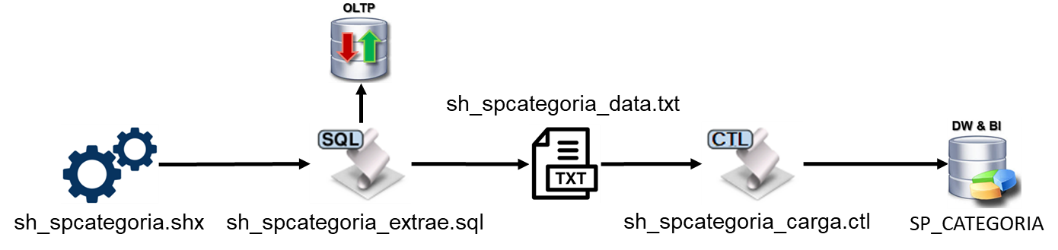 OLTP
sh_spcategoria_data.txt
SQL
CTL
DW & BI
TXT
sh_spcategoria.shx
sh_spcategoria_extrae.sql
sh_spcategoria_carga.ctl
SP_CATEGORIA